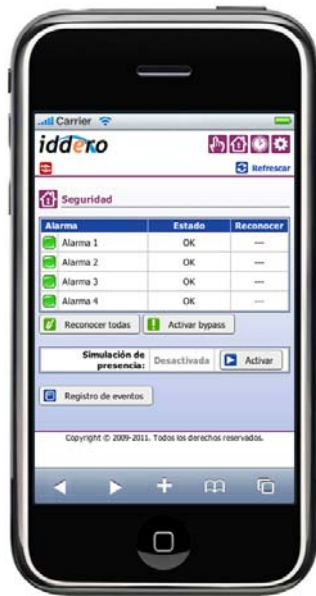 Carrier
iddero
Refrescar
Seguridad
Alarma Estado Reconocer
Alarma 1 OK ---
Alarma 2 OK ---
Alarma 3 OK ---
Alarma 4 OK ---
Reconocer todas Activar bypass
Simulación de
presencia: Desactivada Activar
Registro de eventos
Copyright © 2009-2011. Todos los derechos reservados.